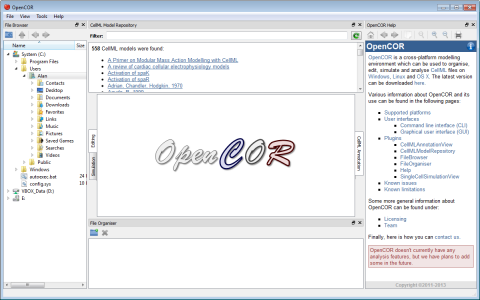 OpenCOR
File View Tools Help
File Browser
Name
Size
System (C:)
Program Files
Users
Alan
Contacts
Desktop
Documents
Downloads
Favorites
Links
Music
Pictures
Saved Games
Searches
Videos
Public
Windows
autoexec.bat 24
config.sys 10
VBOX_Data (D:)
E:
CellML Model Repository
Filter:
558 CellML models were found:
A Primer on Modular Mass Action Modelling with CellML
A review of cardiac cellular electrophysiology models
Activation of spaK
Activation of spaR
Adrian, Chandler, Hodgkin, 1970
Editing
Simulation
OpenCOR
CellML Annotation
File Organiser
OpenCOR Help
OpenCOR
OpenCOR is a cross-platform modelling
environment which can be used to organise,
edit, simulate and analyse CellML files on
Windows, Linux and OS X. The latest version
can be downloaded here.
Various information about OpenCOR and its
use can be found in the following pages:
Supported platforms
User interfaces
Command line interface (CLI)
Graphical user interface (GUI)
Plugins
CellMLAnnotationView
CellMLModelRepository
FileBrowser
FileOrganiser
Help
SingleCellSimulationView
Known issues
Known limitations
Some more general information about
OpenCOR can be found under:
Licensing
Team
Finally, here is how you can contact us.
OpenCOR doesn't currently have any
analysis features, but we have plans to add
some in the future.
Copyright ©2011-2013